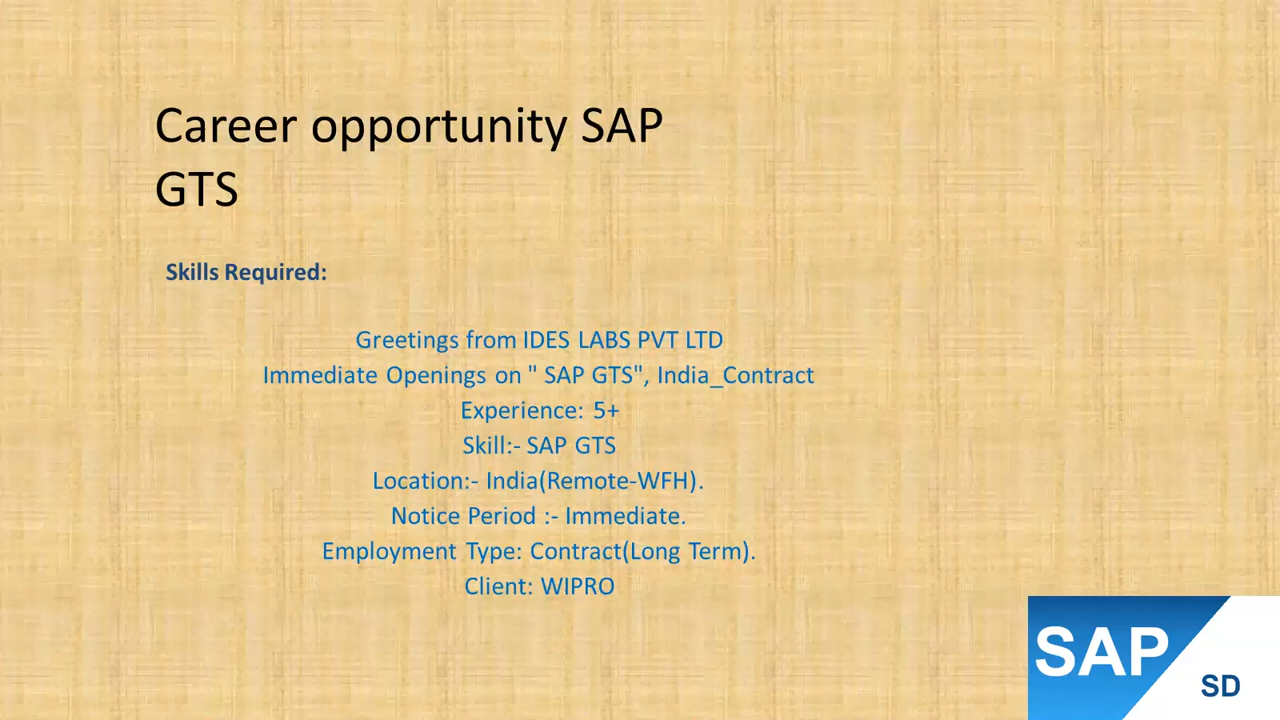 Career opportunity SAP
GTS
Skills Required:
Greetings from IDES LABS PVT LTD
Immediate Openings on " SAP GTS", India_Contract
Experience: 5+
Skill:- SAP GTS
Location:- India(Remote-WFH).
Notice Period :- Immediate.
Employment Type: Contract(Long Term).
Client: WIPRO
SAP
SD